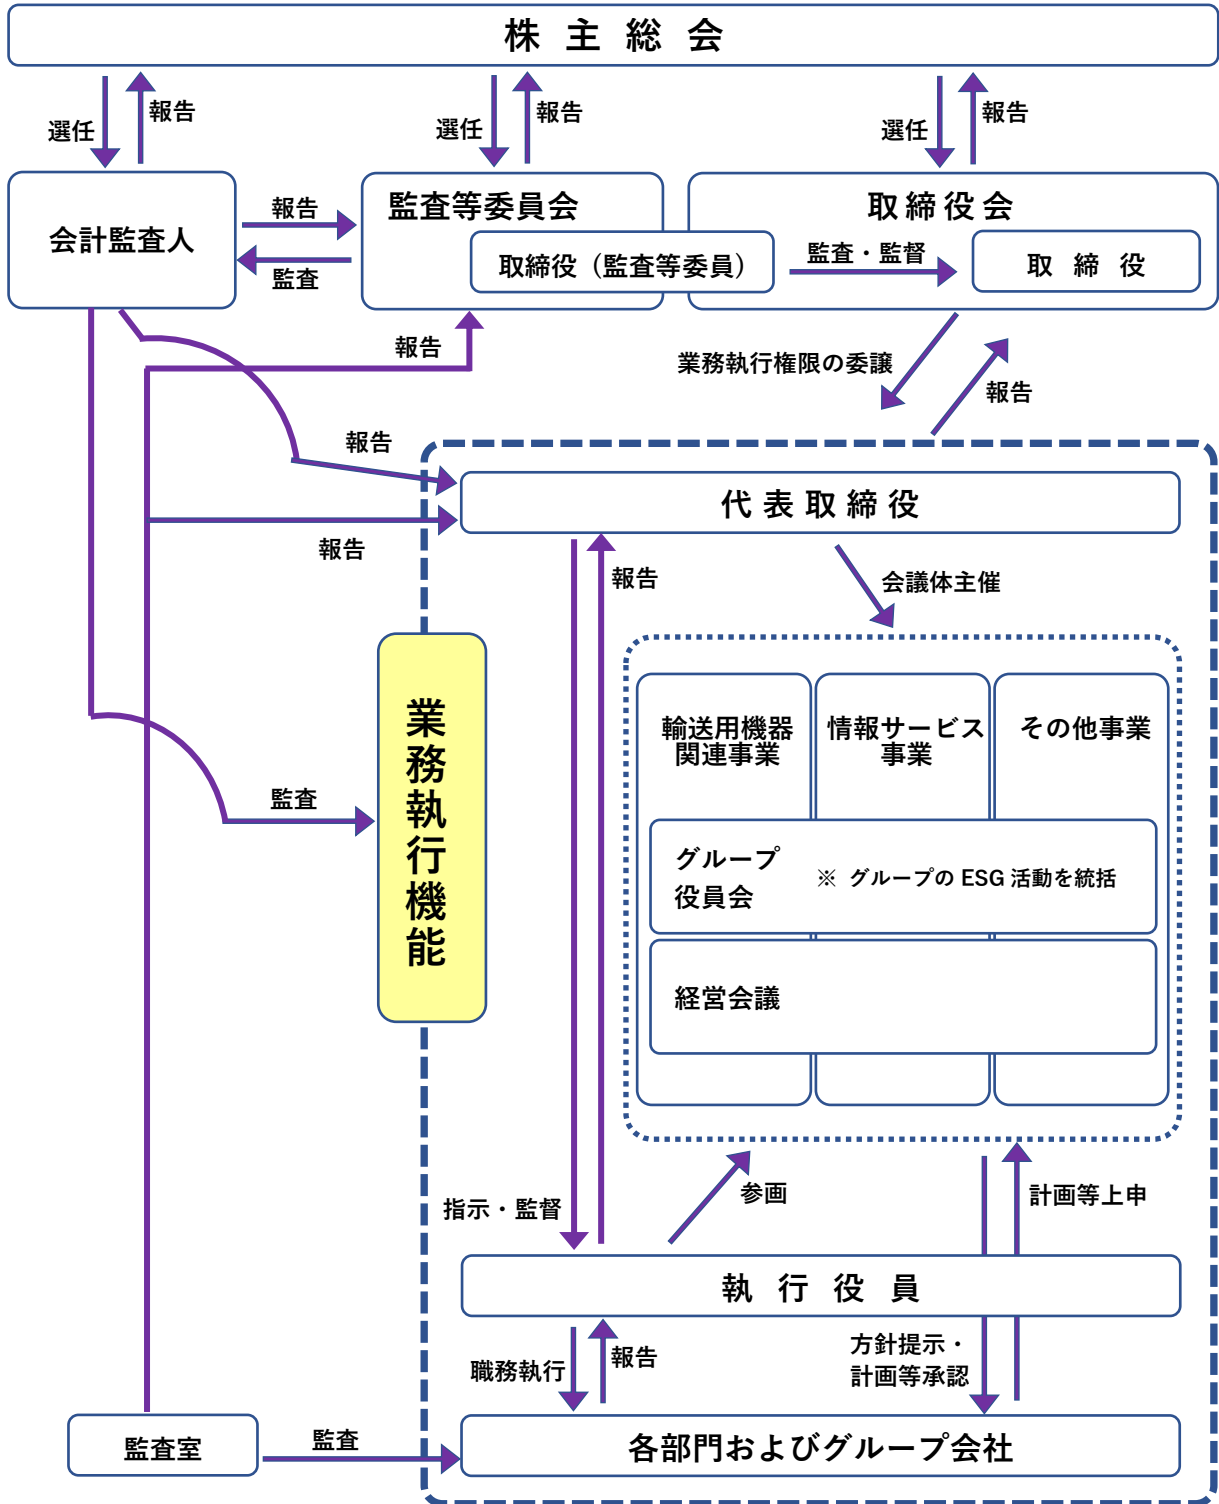 株主総会
選任
報告
選任
報告
選任
報告
会計監査人
報告
監査
監査等委員会
取締役（監査等委員）
取締役会
監査・監督
取締役
報告
業務執行権限の委譲
報告
報告
代表取締役
報告
報告
会議体主催
業務執行機能
輸送用機器
関連事業
情報サービス
事業
その他事業
監査
グループ
役員会
※ グループの ESG 活動を統括
経営会議
指示・監督
参画
計画等上申
執行役員
職務執行
報告
方針提示・
計画等承認
監査室
監査
各部門およびグループ会社